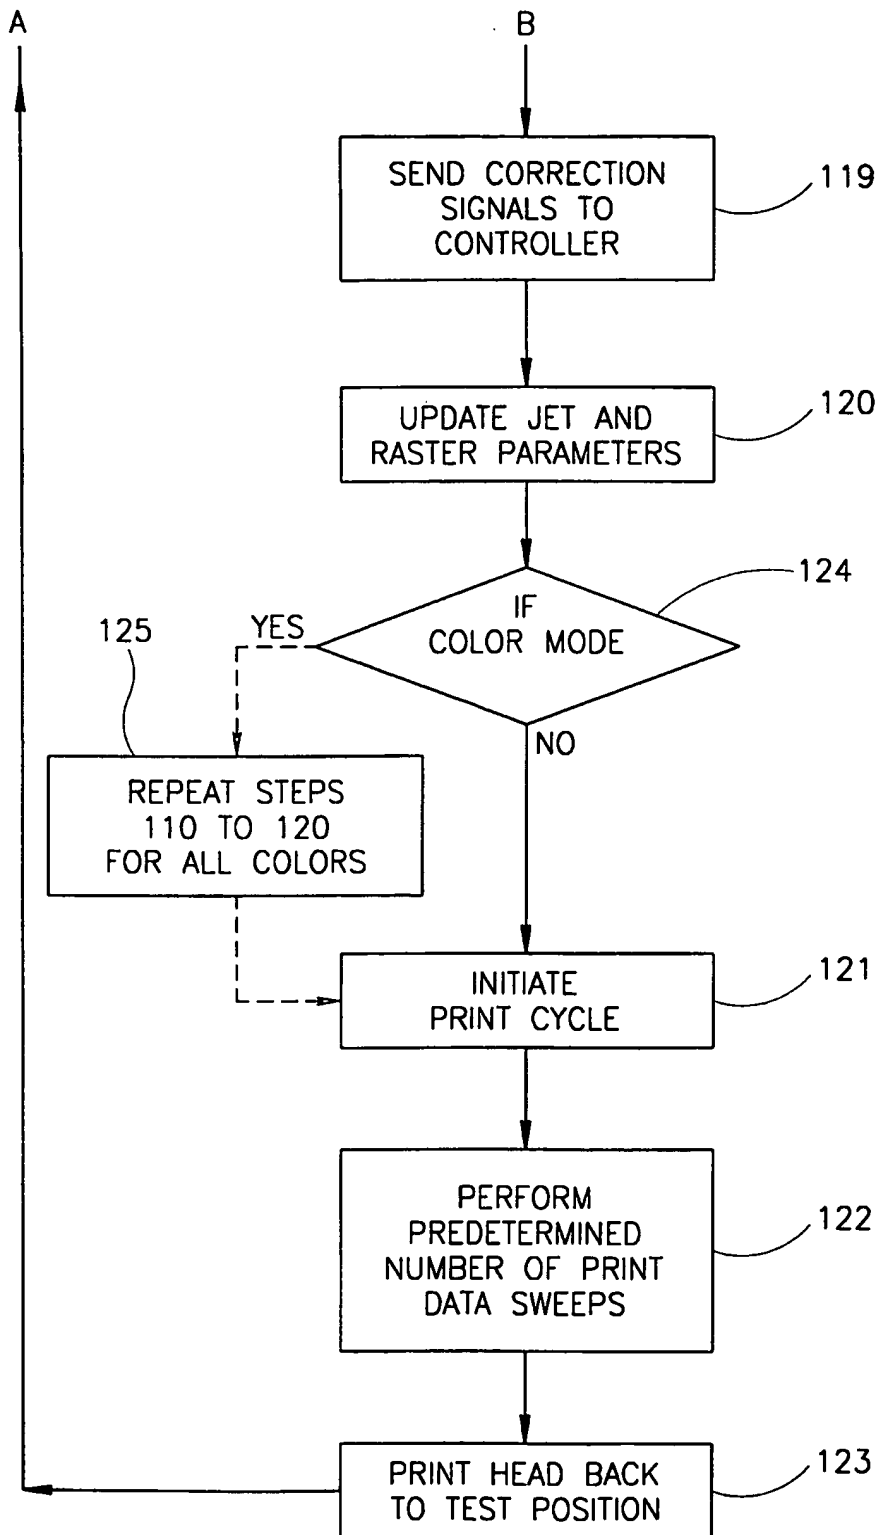 A
B
SEND CORRECTION
SIGNALS TO
CONTROLLER
119
UPDATE JET AND
RASTER PARAMETERS
120
IF
COLOR MODE
124
YES
NO
125
REPEAT STEPS
110 TO 120
FOR ALL COLORS
INITIATE
PRINT CYCLE
121
PERFORM
PREDETERMINED
NUMBER OF PRINT
DATA SWEEPS
122
PRINT HEAD BACK
TO TEST POSITION
123